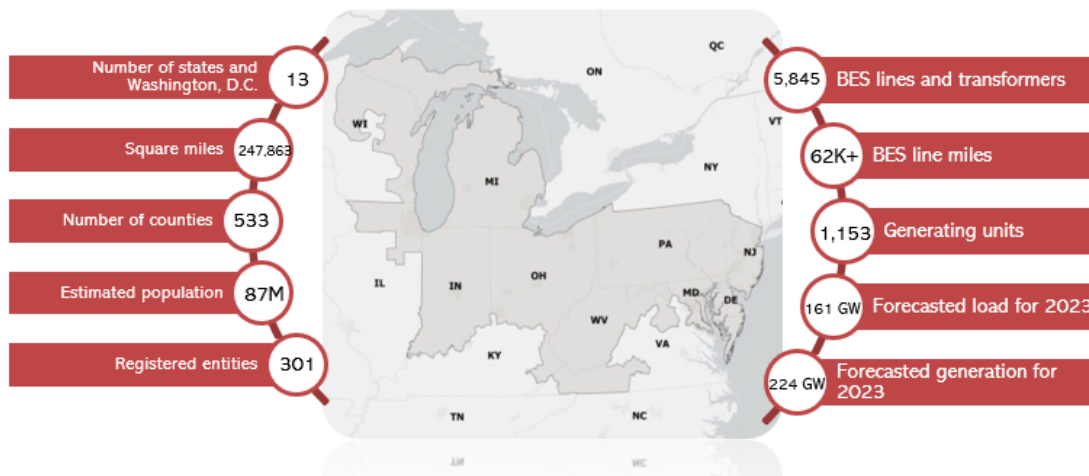 Number of states and
Washington, D.C.
13
Square miles
247,863
Number of counties
533
Estimated population
87M
Registered entities
301
QC
ON
VT
WI
NY
MI
PA
NJ
OH
IL
IN
MD
DE
WV
VA
KY
TN
NC
5,845
BES lines and transformers
62K+
BES line miles
1,153
Generating units
161 GW
Forecasted load for 2023
224 GW
Forecasted generation for
2023